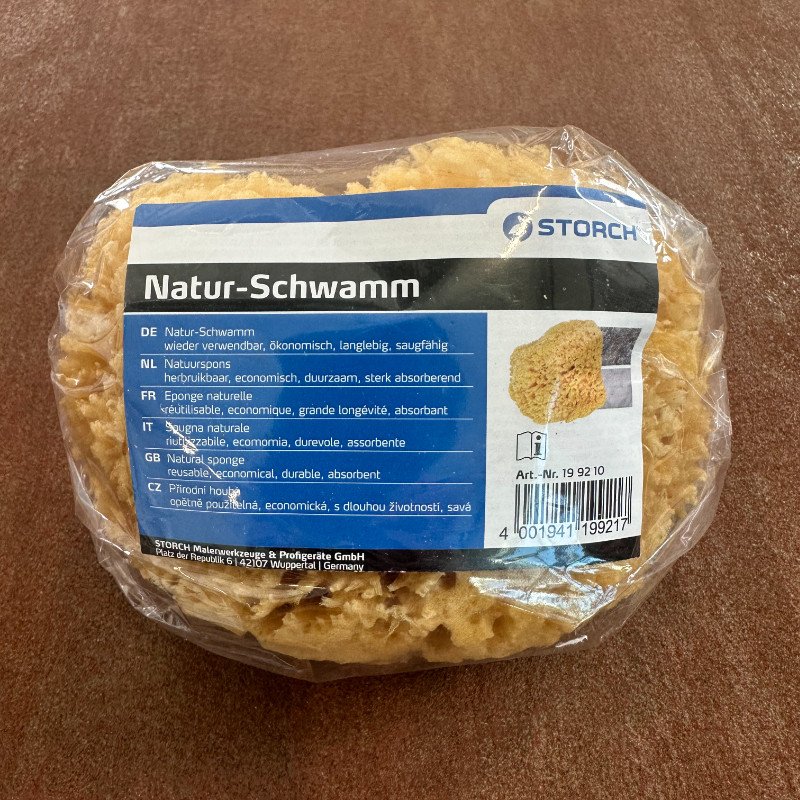 STORCH
Natur-Schwamm
DE Natur-Schwamm
wieder verwendbar, ökonomisch, langlebig, saugfähig
NL Natuurspons
herbruikbaar, economisch, duurzaam, sterk absorberend
FR Eponge naturelle
réutilisable, economique, grande longévité, absorbant
IT Spugna naturale
riutilizzabile, ecomomia, durevole, assorbente
GB Natural sponge
reusable, economical, durable, absorbent
CZ Přírodní houba
opětně použitelná, economická, s dlouhou životností, savá
Art.-Nr. 19 92 10
4 001941 199217
STORCH Malerwerkzeuge & Profigeräte GmbH
Platz der Republik 6 | 42107 Wuppertal | Germany